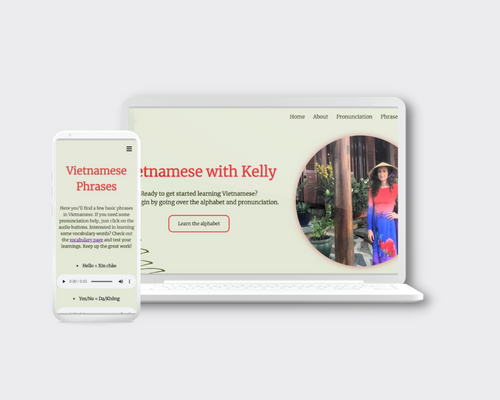 Vietnamese
Phrases
Here you'll find a few basic phrases
in Vietnamese. If you need some
pronunciation help, just click on the
audio buttons. Interested in learning
some vocabulary words? Check out
the vocabulary page and test your
learnings. Keep up the great work!
Hello = Xin chào
0:00 / 0:03
Yes/No = Dạ/Không
Home About Pronunciation Phrase
etnamese with Kelly
Ready to get started learning Vietnamese?
gin by going over the alphabet and pronunciation.
Learn the alphabet